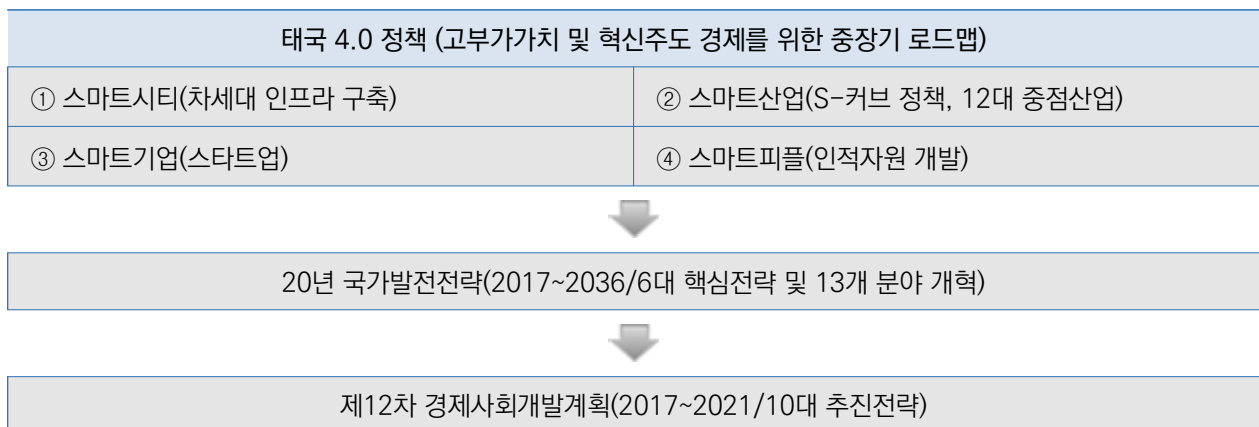 태국 4.0 정책 (고부가가치 및 혁신주도 경제를 위한 중장기 로드맵)
① 스마트시티(차세대 인프라 구축)
② 스마트산업(S-커브 정책, 12대 중점산업)
③ 스마트기업(스타트업)
④ 스마트피플(인적자원 개발)
20년 국가발전전략(2017~2036/6대 핵심전략 및 13개 분야 개혁)
제12차 경제사회개발계획(2017~2021/10대 추진전략)